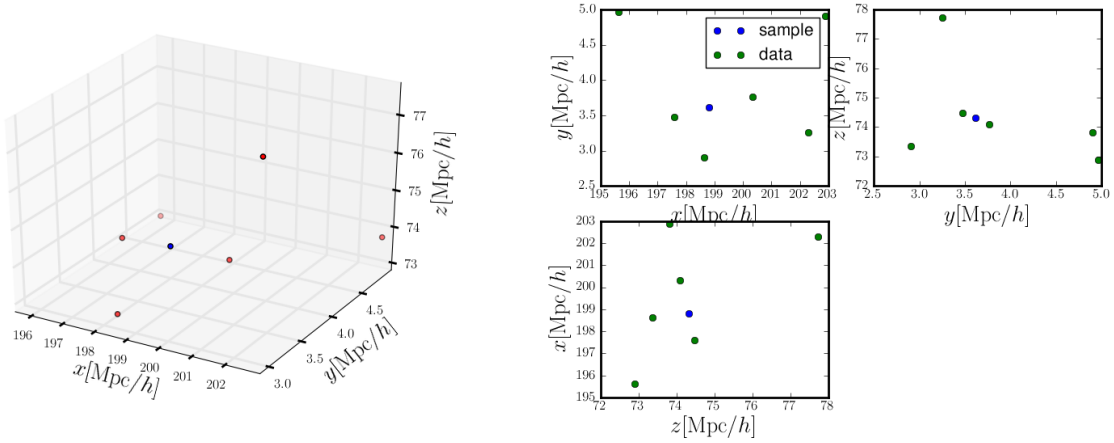 77
76
75
74
73
z[Mpc/h]
196
197
198
199
200
201
202
x[Mpc/h]
3.0
3.5
4.0
4.5
y[Mpc/h]
5.0
4.5
4.0
3.5
3.0
2.5
y[Mpc/h]
sample
data
195 196 197 198 199 200 201 202 203
x[Mpc/h]
78
77
76
75
74
73
72
z[Mpc/h]
2.5 3.0 3.5 4.0 4.5 5.0
y[Mpc/h]
203
202
201
200
199
198
197
196
195
x[Mpc/h]
72 73 74 75 76 77 78
z[Mpc/h]